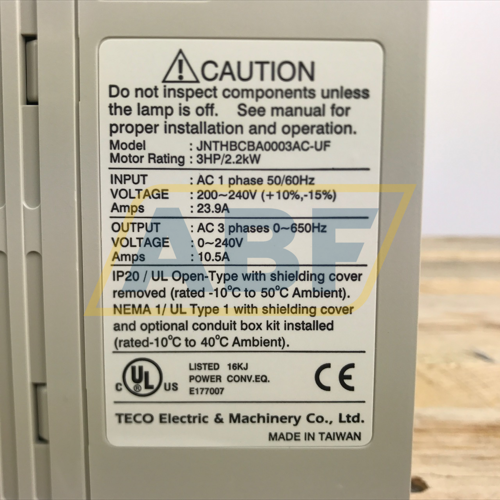 ⚠CAUTION
Do not inspect components unless
the lamp is off. See manual for
proper installation and operation.
Model : JNTHBCBA0003AC-UF
Motor Rating : 3HP/2.2kW
INPUT : AC 1 phase 50/60Hz
VOLTAGE : 200~240V (+10%,-15%)
Amps : 23.9A
OUTPUT : AC 3 phases 0~650Hz
VOLTAGE : 0~240V
Amps : 10.5A
ABF
IP20 / UL Open-Type with shielding cover
removed (rated -10°C to 50°C Ambient).
NEMA 1/ UL Type 1 with shielding cover
and optional conduit box kit installed
(rated-10°C to 40°C Ambient).
C UL US LISTED 16KJ
POWER CONV.EQ.
E177007
CE
TECO Electric & Machinery Co., Ltd.
MADE IN TAIWAN